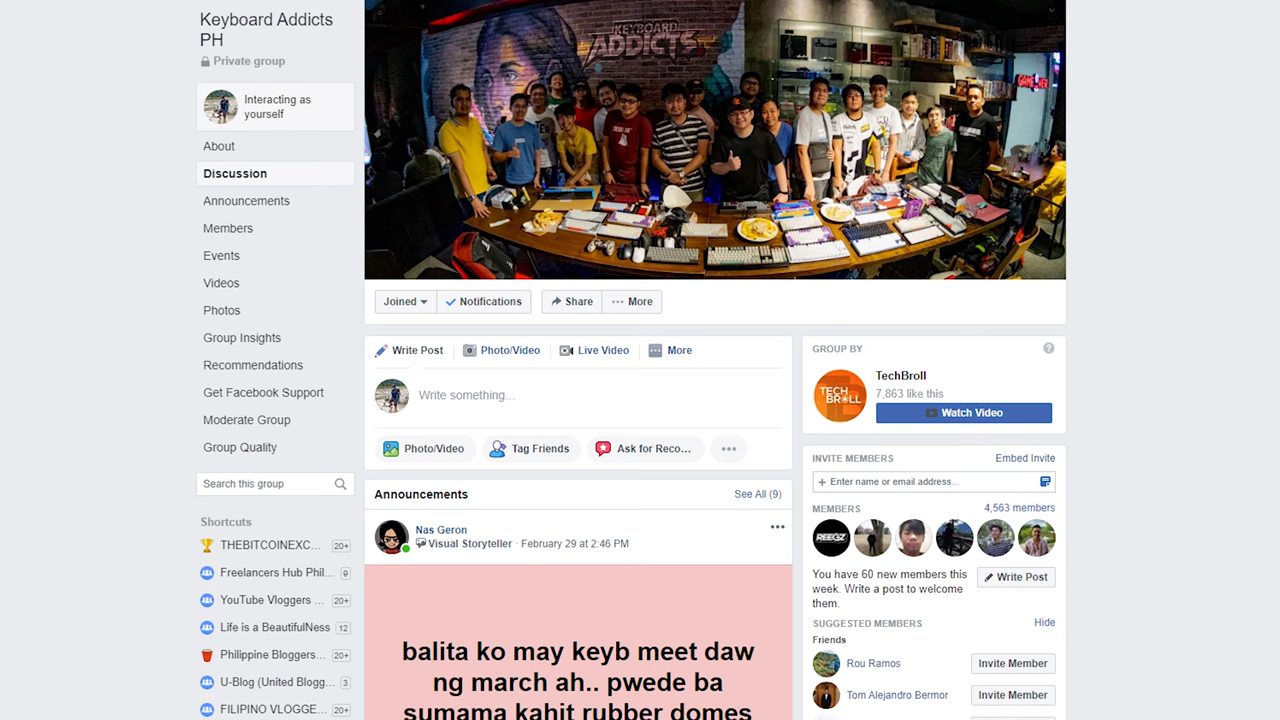 Keyboard Addicts
PH
Private group
Interacting as
yourself
About
Discussion
Announcements
Members
Events
Videos
Photos
Group Insights
Recommendations
Get Facebook Support
Moderate Group
Group Quality
Search this group
Shortcuts
THEBITCOINEXC... 20+
Freelancers Hub Phil... 9
YouTube Vloggers ... 20+
Life is a BeautifulNess 12
Philippine Bloggers... 20+
U-Blog (United Blogg... 3
FILIPINO VLOGGE... 20+
KEYBOARD
ADDICTS
GAME OVER
Joined
Notifications
Share
More
Write Post
Photo/Video
Live Video
More
Write something...
Photo/Video
Tag Friends
Ask for Reco...
Announcements
See All (9)
Nas Geron
Visual Storyteller · February 29 at 2:46 PM
balita ko may keyb meet daw
ng march ah.. pwede ba
sumama kahit rubber domes
GROUP BY
TECH
BROLL
TechBroll
7,863 like this
Watch Video
INVITE MEMBERS
Embed Invite
+ Enter name or email address...
MEMBERS
4,563 members
REEGZ
You have 60 new members this
week. Write a post to welcome
them.
Write Post
SUGGESTED MEMBERS
Hide
Friends
Rou Ramos
Invite Member
Tom Alejandro Bermor
Invite Member